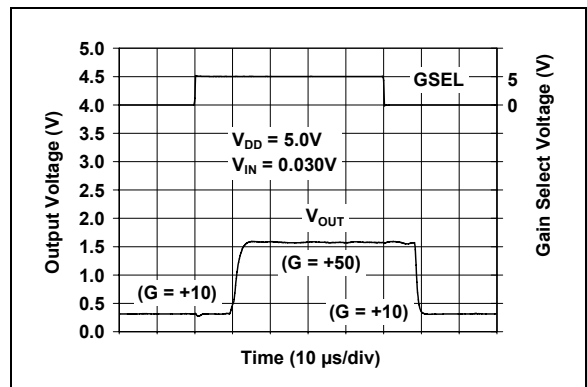 5.0
4.5
4.0
3.5
3.0
2.5
2.0
1.5
1.0
0.5
0.0
Output Voltage (V)
GSEL
5
0
Gain Select Voltage (V)
V_DD = 5.0V
V_IN = 0.030V
V_OUT
(G = +10)
(G = +50)
(G = +10)
Time (10 µs/div)